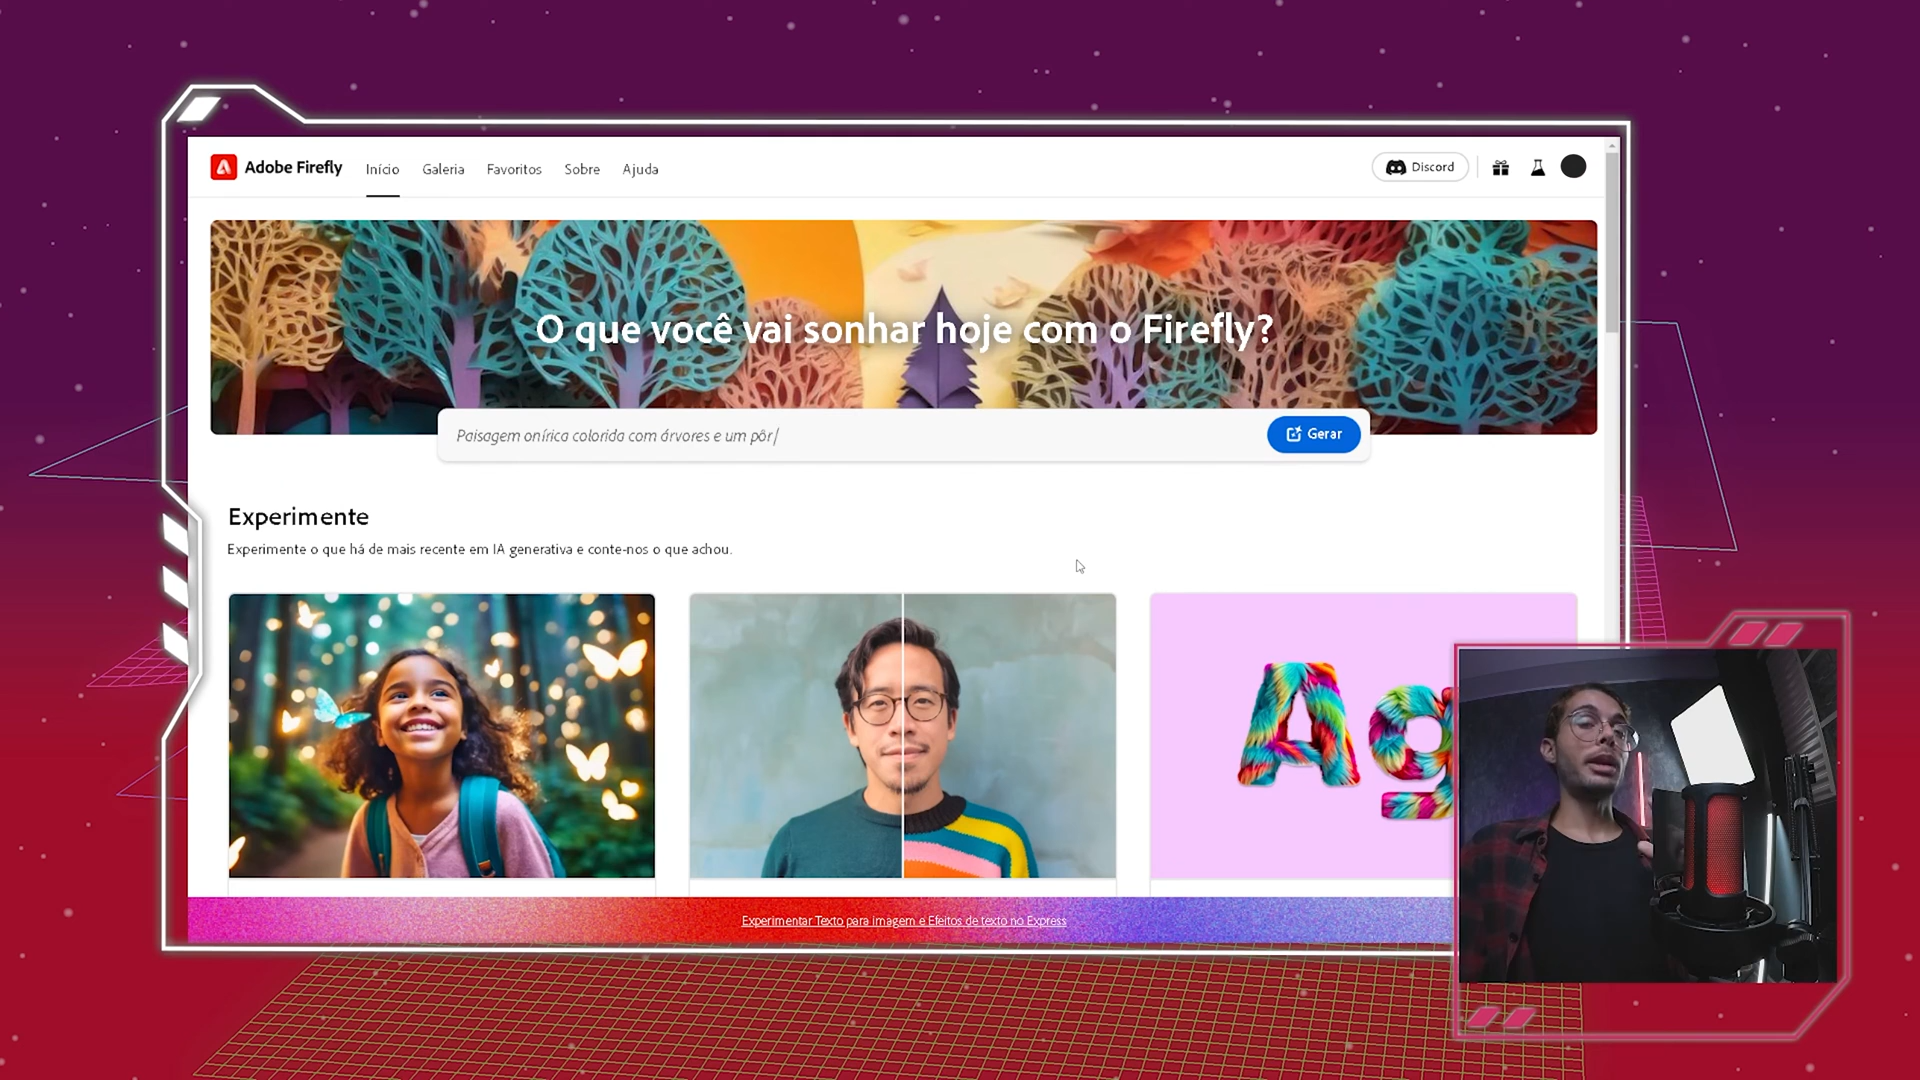 Adobe Firefly
Início
Galeria
Favoritos
Sobre
Ajuda
Discord
O que você vai sonhar hoje com o Firefly?
Paisagem onírica colorida com árvores e um pôr
Gerar
Experimente
Experimente o que há de mais recente em IA generativa e conte-nos o que achou.
Ag
Experimentar Texto para imagem e Efeitos de texto no Express